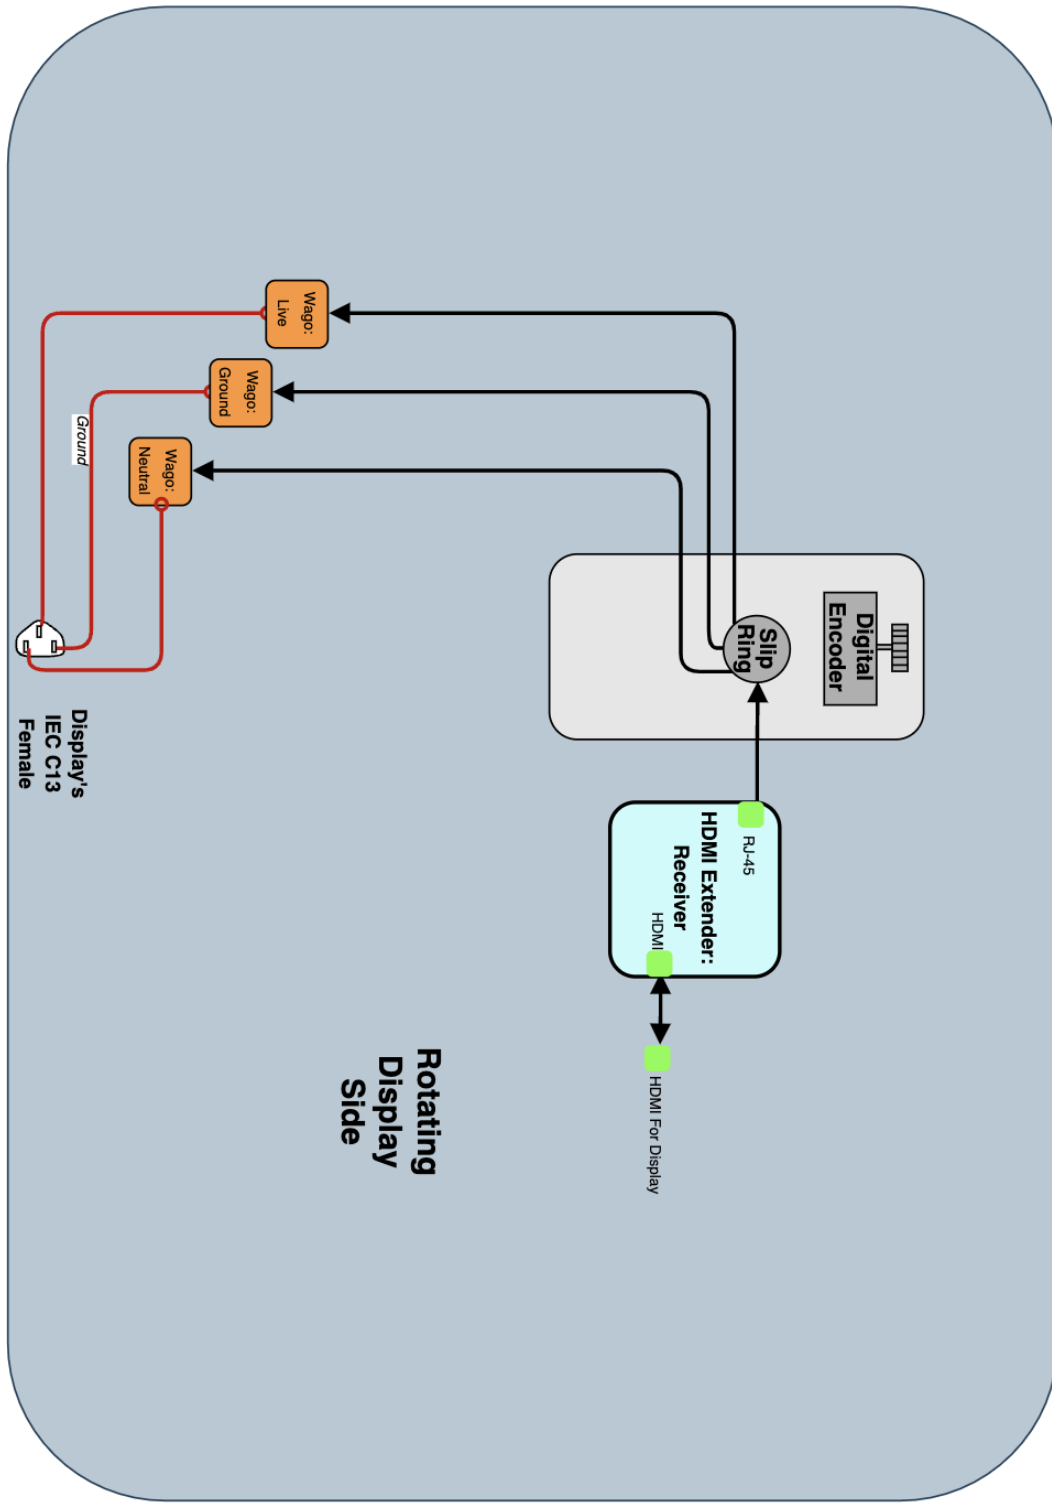 Wago:
Live
Wago:
Ground
Wago:
Neutral
Ground
Digital
Encoder
Slip
Ring
Display's
IEC C13
Female
RJ-45
HDMI Extender:
Receiver
HDMI
HDMI For Display
Rotating
Display
Side